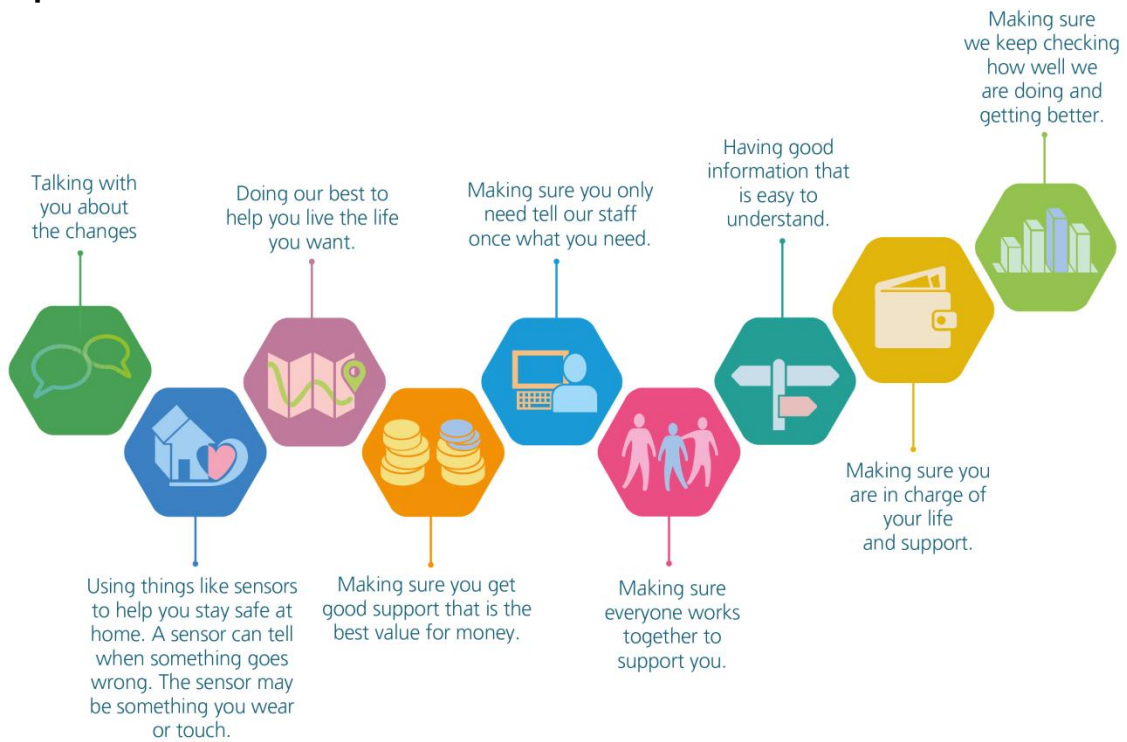 Talking with
you about
the changes
Using things like sensors
to help you stay safe at
home. A sensor can tell
when something goes
wrong. The sensor may
be something you wear
or touch.
Doing our best to
help you live the life
you want.
Making sure you get
good support that is the
best value for money.
Making sure you only
need tell our staff
once what you need.
Making sure
everyone works
together to
support you.
Having good
information that
is easy to
understand.
Making sure you
are in charge of
your life
and support.
Making sure
we keep checking
how well we
are doing and
getting better.